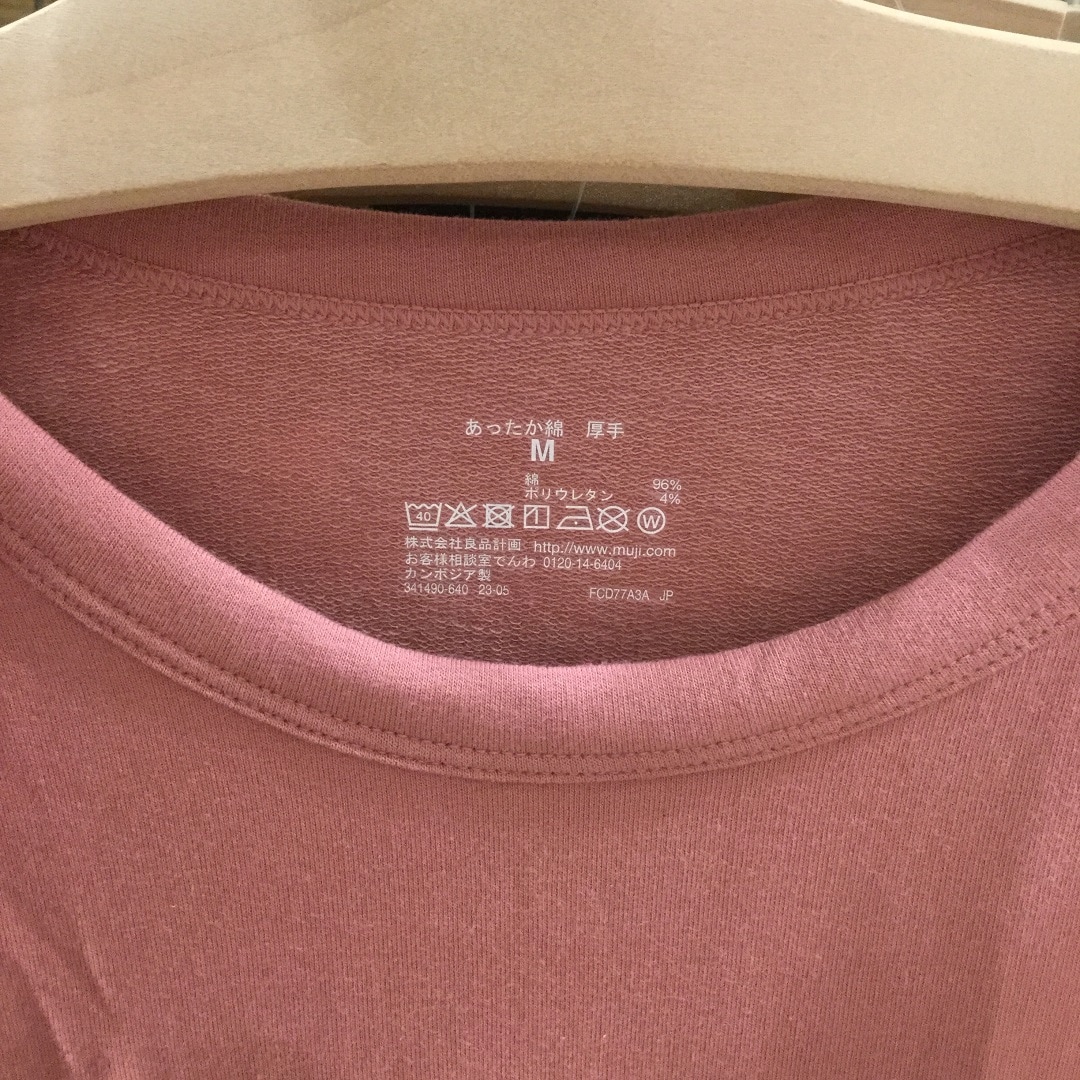 あったか綿 厚手
M
綿 96%
ポリウレタン 4%
40 W
株式会社良品計画 http://www.muji.com
お客様相談室でんわ 0120-14-6404
カンボジア製
341490-640 23-05 FCD77A3A JP